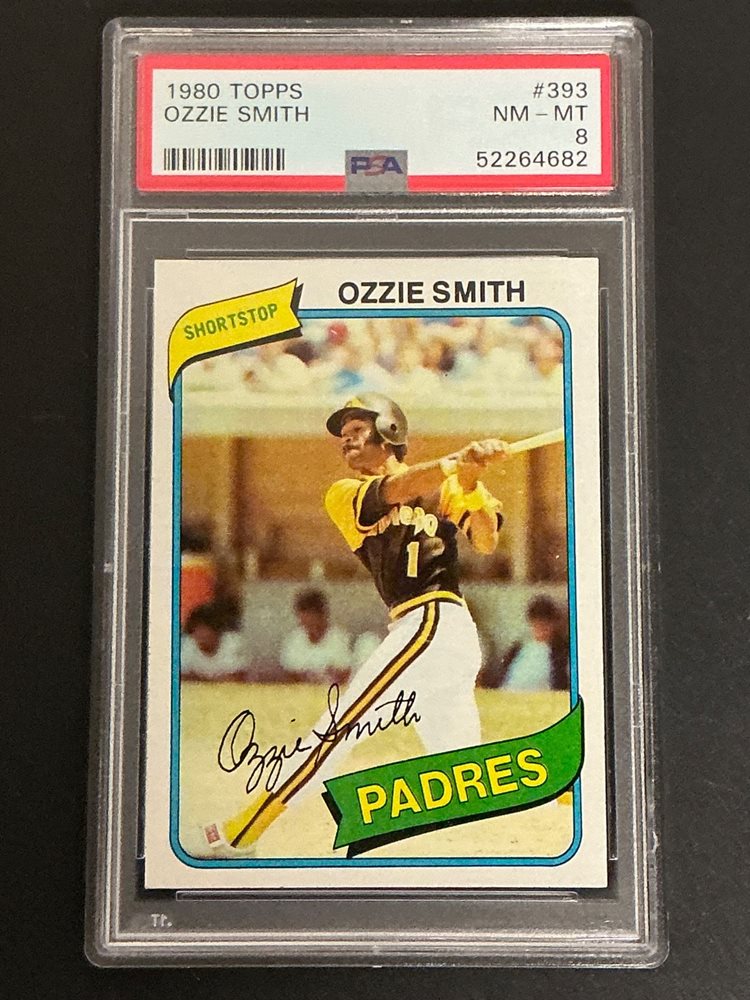 1980 TOPPS #393
OZZIE SMITH NM - MT
8
PSA 52264682
OZZIE SMITH
SHORTSTOP
1
Ozzie Smith
PADRES